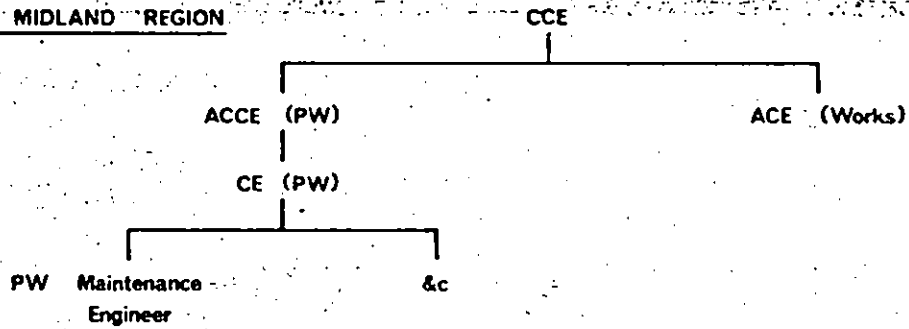 MIDLAND REGION
CCE
ACCE (PW)
ACE (Works)
CE (PW)
PW Maintenance
Engineer
&c